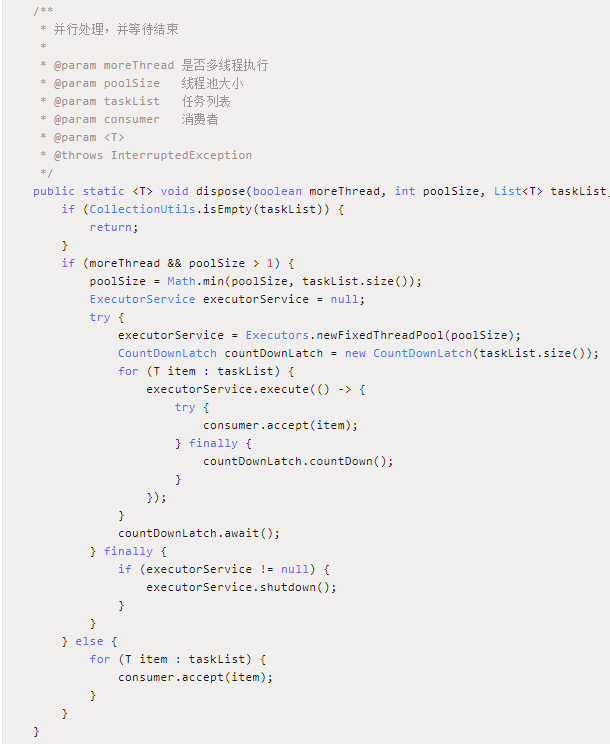 /**
 * 并行处理，并等待结束
 *
 * @param moreThread 是否多线程执行
 * @param poolSize   线程池大小
 * @param taskList   任务列表
 * @param consumer   消费者
 * @param <T>
 * @throws InterruptedException
 */
public static <T> void dispose(boolean moreThread, int poolSize, List<T> taskList,
    if (CollectionUtils.isEmpty(taskList)) {
        return;
    }
    if (moreThread && poolSize > 1) {
        poolSize = Math.min(poolSize, taskList.size());
        ExecutorService executorService = null;
        try {
            executorService = Executors.newFixedThreadPool(poolSize);
            CountDownLatch countDownLatch = new CountDownLatch(taskList.size());
            for (T item : taskList) {
                executorService.execute(() -> {
                    try {
                        consumer.accept(item);
                    } finally {
                        countDownLatch.countDown();
                    }
                });
            }
            countDownLatch.await();
        } finally {
            if (executorService != null) {
                executorService.shutdown();
            }
        }
    } else {
        for (T item : taskList) {
            consumer.accept(item);
        }
    }
}